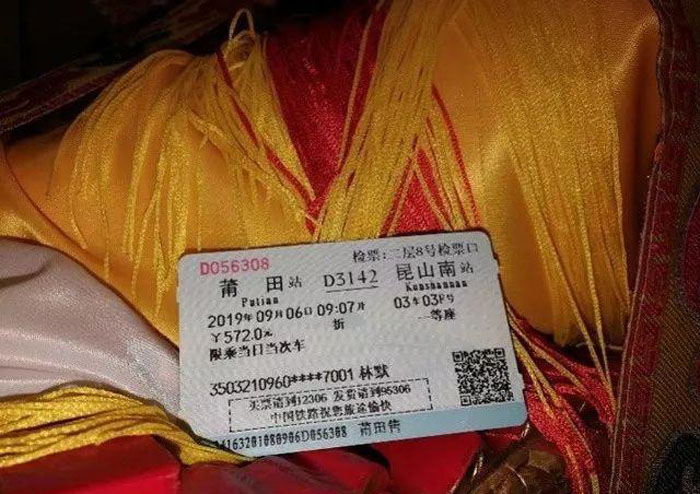 D056308 检票:二层8号检票口
莆田站 D3142 昆山南站
Putian Kunshannan
2019年09月06日 09:07开 03车03F号
￥572.0元 折 一等座
限乘当日当次车
3503210960****7001 林默
买票请到12306 发货请到95306
中国铁路祝您旅途愉快
14163201080906D056308 莆田售